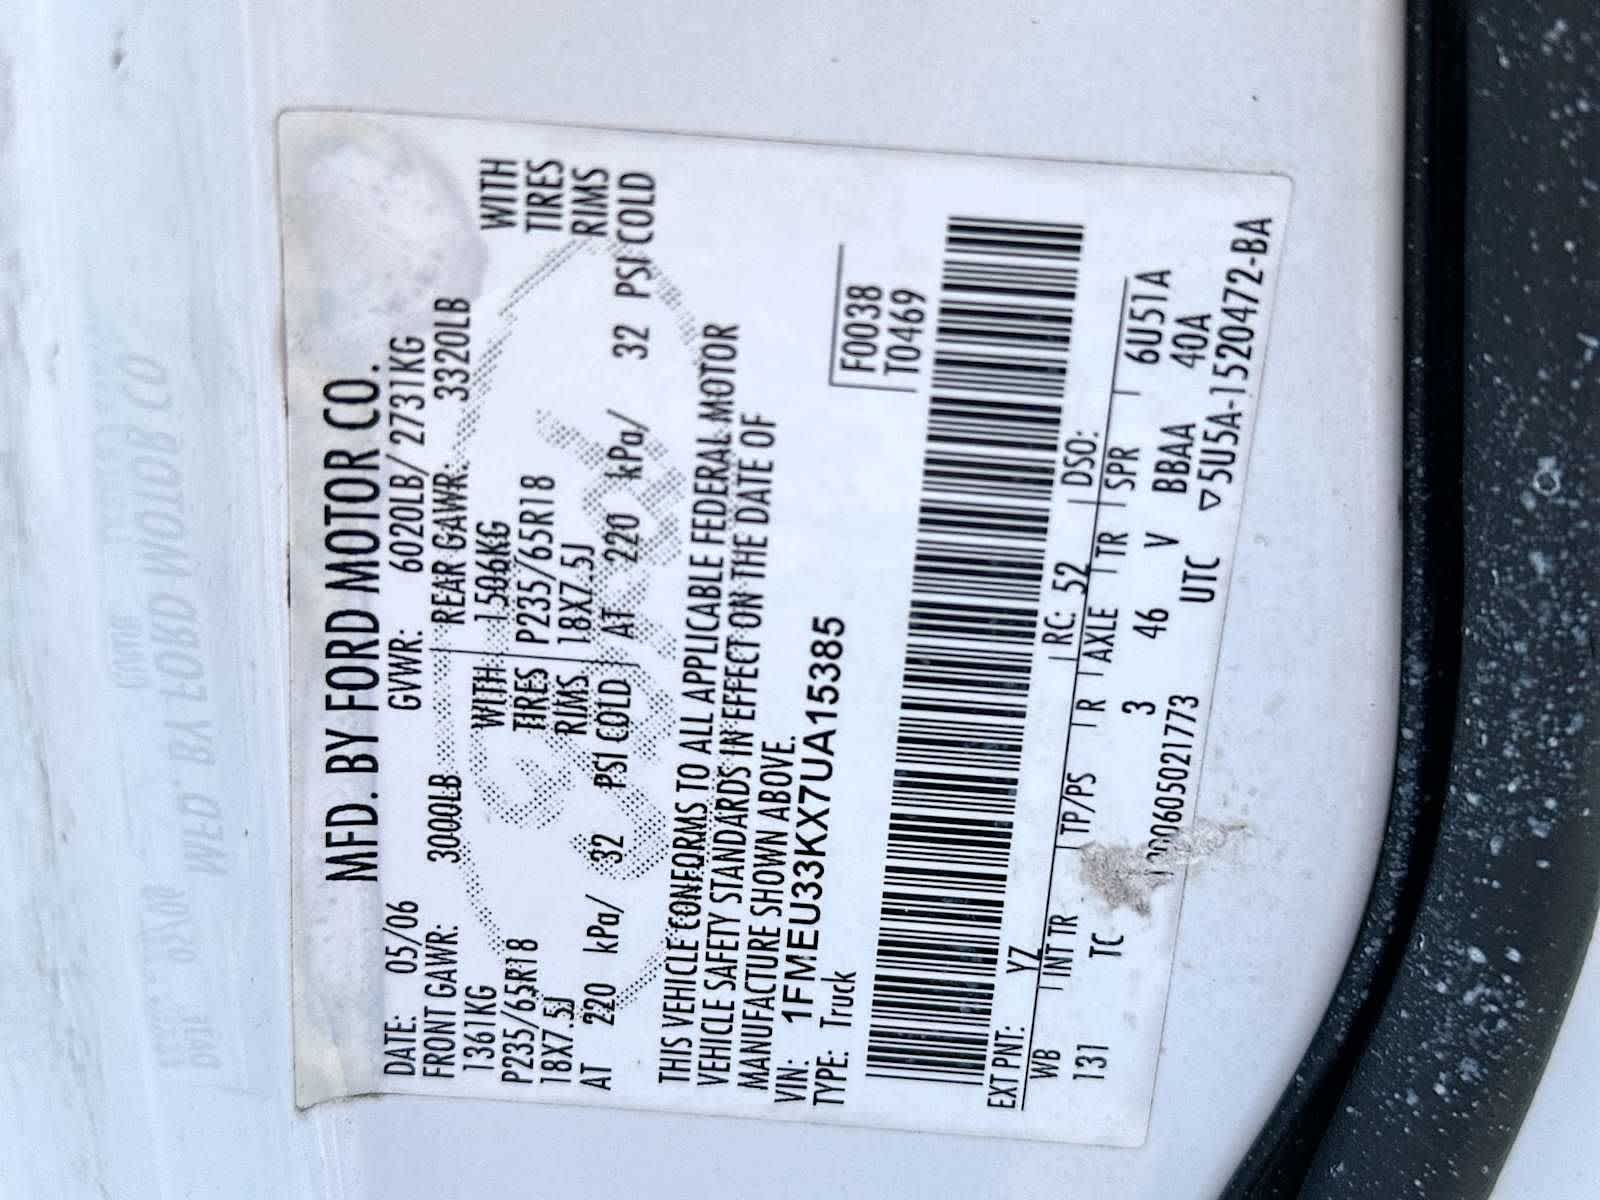 MFD. BY FORD MOTOR CO.
DATE: 05/06 GVWR: 6020LB/2731KG
FRONT GAWR: 3000LB REAR GAWR: 3320LB
1361KG WITH 1506KG WITH
P235/65R18 TIRES P235/65R18 TIRES
18X7.5J RIMS 18X7.5J RIMS
AT 220 kPa/ 32 PSI COLD AT 220 kPa/ 32 PSI COLD
THIS VEHICLE CONFORMS TO ALL APPLICABLE FEDERAL MOTOR
VEHICLE SAFETY STANDARDS IN EFFECT ON THE DATE OF
MANUFACTURE SHOWN ABOVE.
VIN: 1FMEU33KX7UA15385 F0038
TYPE: Truck T0469
EXT PNT: YZ RC: 52 DSO:
WB INT TR TP/PS R AXLE TR SPR 6U51A
131 TC 3 46 V BBAA 40A
200605021773 UTC ▽5U5A-1520472-BA